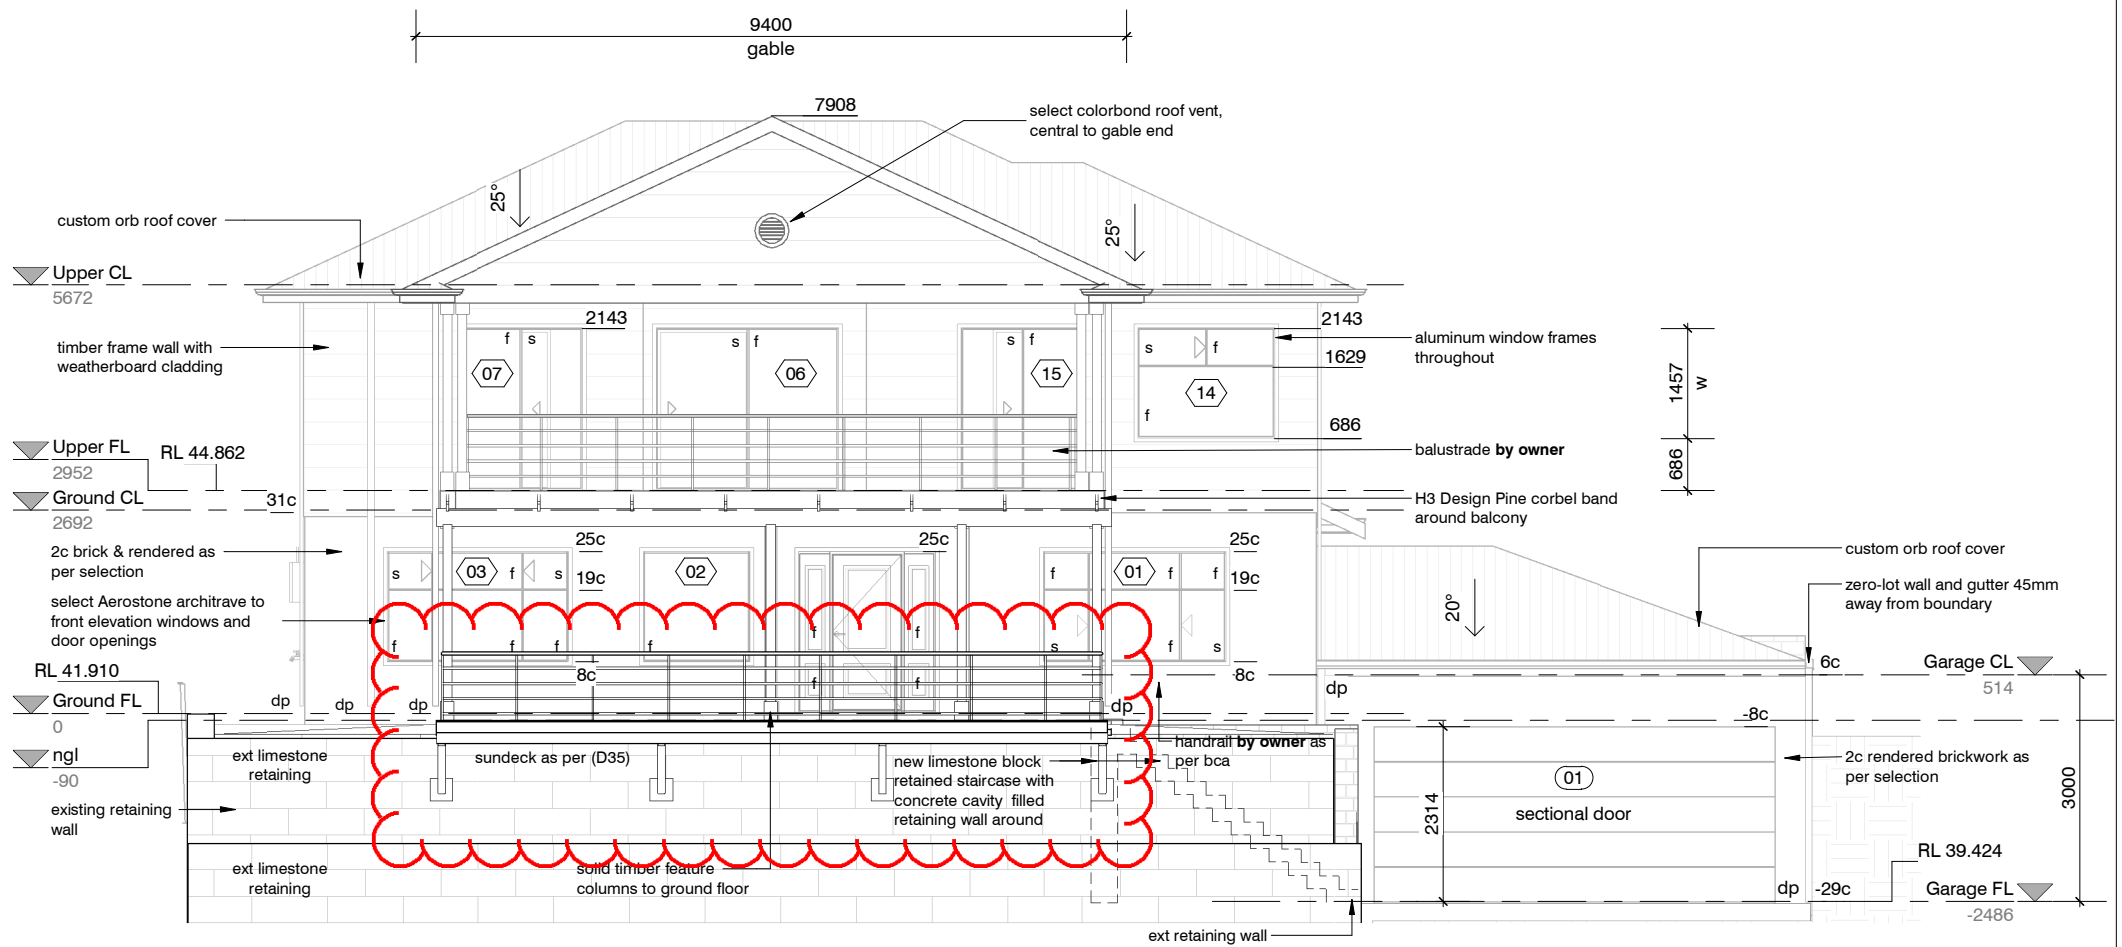 9400
gable
7908
select colorbond roof vent,
central to gable end
25°
25°
custom orb roof cover
Upper CL
5672
2143
2143
timber frame wall with
weatherboard cladding
f s
s f
s f
s f
aluminum window frames
throughout
1629
07
06
15
14
f
1457
w
686
686
Upper FL
2952
RL 44.862
balustrade by owner
Ground CL
2692
31c
H3 Design Pine corbel band
around balcony
2c brick & rendered as
per selection
25c
25c
25c
custom orb roof cover
s
03
f
s
19c
02
f
01
f
f
19c
zero-lot wall and gutter 45mm
away from boundary
select Aerostone architrave to
front elevation windows and
door openings
20°
f
f
f
f
f
f
s
f
s
RL 41.910
8c
f
f
8c
dp
6c
Garage CL
514
Ground FL
0
dp
dp
dp
dp
-8c
ngl
-90
ext limestone
retaining
sundeck as per (D35)
new limestone block
retained staircase with
concrete cavity filled
retaining wall around
handrail by owner as
per bca
2c rendered brickwork as
per selection
01
sectional door
2314
3000
existing retaining
wall
ext limestone
retaining
solid timber feature
columns to ground floor
RL 39.424
dp
-29c
Garage FL
-2486
ext retaining wall